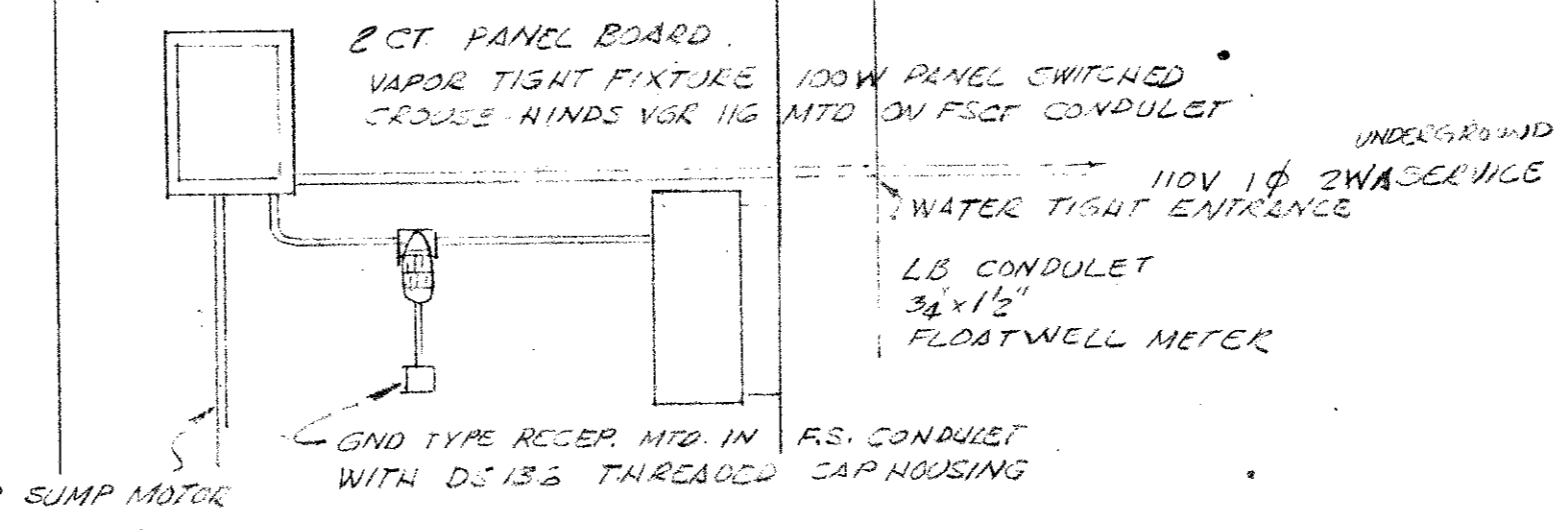 2 CT. PANEL BOARD.
VAPOR TIGHT FIXTURE 100W PANEL SWITCHED
CROUSE-HINDS VGR 116 MTD ON FSCF CONDULET
UNDERGROUND
110V 1φ 2WA SERVICE
WATER TIGHT ENTRANCE
LB CONDULET
3/4" x 1 1/2"
FLOATWELL METER
GND TYPE RECEP. MTD. IN F.S. CONDULET
WITH DS 136 THREADED CAP HOUSING
SUMP MOTOR